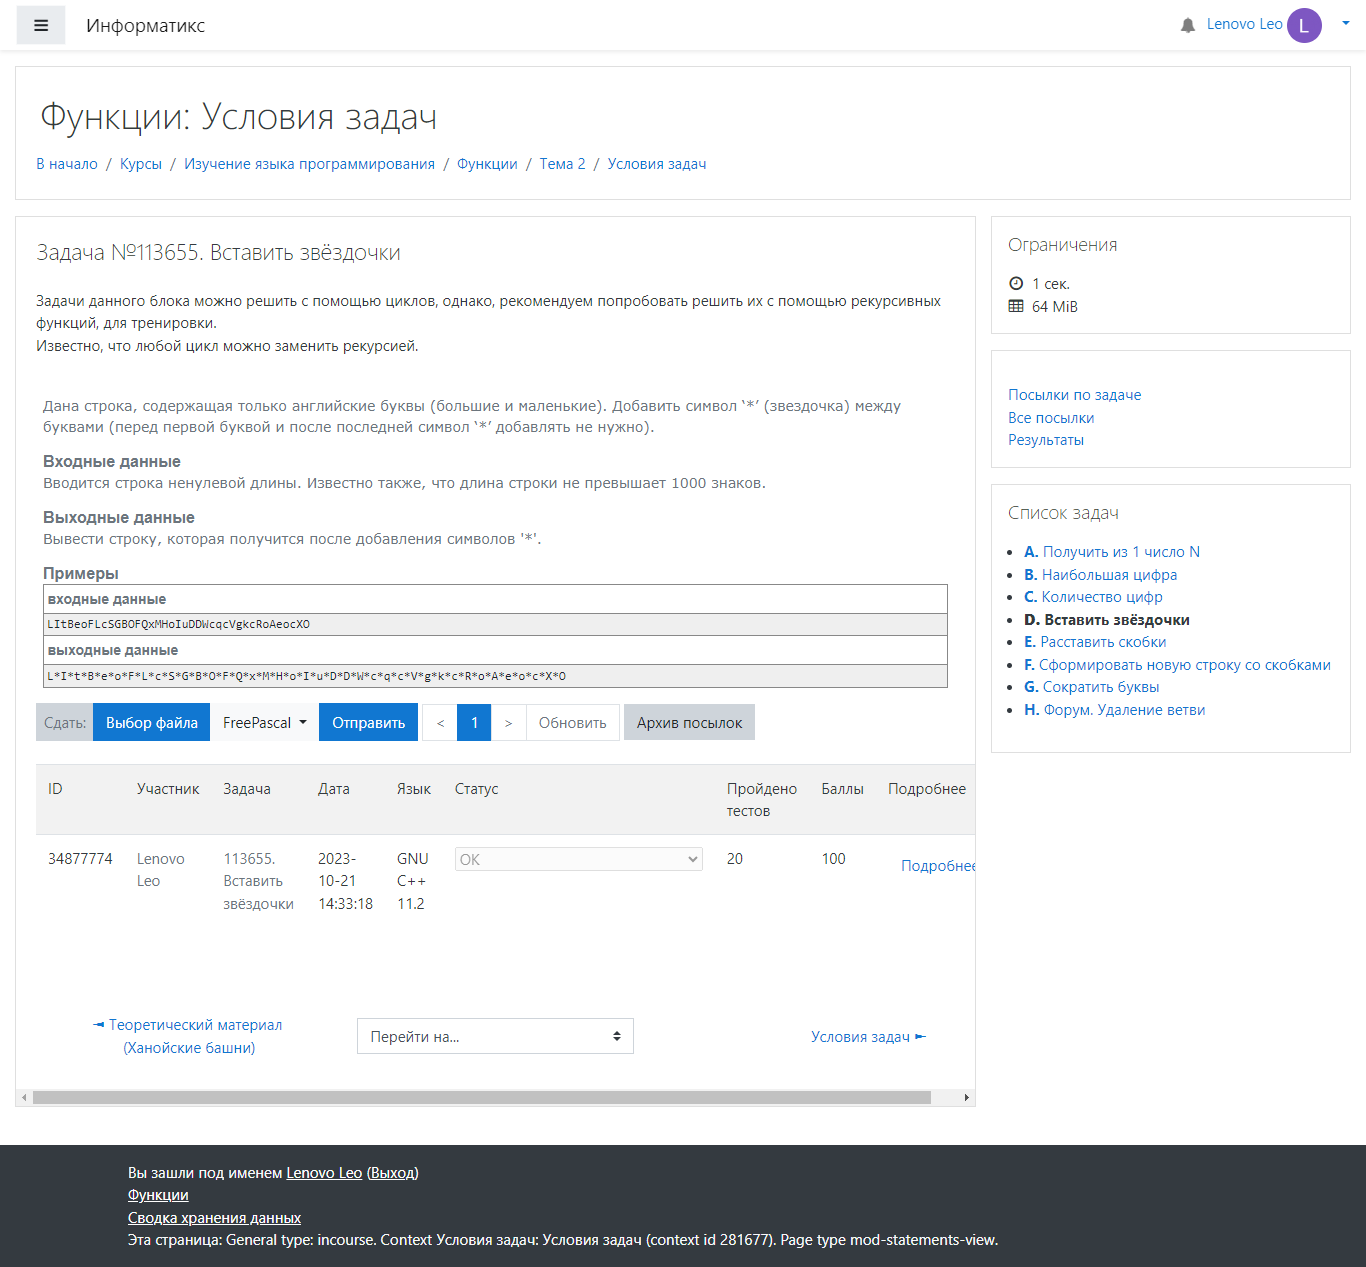 Информатикс
Lenovo Leo
L
Функции: Условия задач
В начало / Курсы / Изучение языка программирования / Функции / Тема 2 / Условия задач
Задача №113655. Вставить звёздочки
Задачи данного блока можно решить с помощью циклов, однако, рекомендуем попробовать решить их с помощью рекурсивных
функций, для тренировки.
Известно, что любой цикл можно заменить рекурсией.
Дана строка, содержащая только английские буквы (большие и маленькие). Добавить символ ‘*’ (звездочка) между
буквами (перед первой буквой и после последней символ ‘*’ добавлять не нужно).
Входные данные
Вводится строка ненулевой длины. Известно также, что длина строки не превышает 1000 знаков.
Выходные данные
Вывести строку, которая получится после добавления символов '*'.
Примеры
входные данные
LItBeoFLcSGBOFQxMHoIuDDWcqcVgkcRoAeocXO
выходные данные
L*I*t*B*e*o*F*L*c*S*G*B*O*F*Q*x*M*H*o*I*u*D*D*W*c*q*c*V*g*k*c*R*o*A*e*o*c*X*O
Сдать: Выбор файла FreePascal Отправить < 1 > Обновить Архив посылок
ID Участник Задача Дата Язык Статус Пройдено тестов Баллы Подробнее
34877774 Lenovo Leo 113655. Вставить звёздочки 2023-10-21 14:33:18 GNU C++ 11.2 OK 20 100 Подробнее
◄ Теоретический материал
(Ханойские башни)
Перейти на...
Условия задач ►
Ограничения
1 сек.
64 MiB
Посылки по задаче
Все посылки
Результаты
Список задач
A. Получить из 1 число N
B. Наибольшая цифра
C. Количество цифр
D. Вставить звёздочки
E. Расставить скобки
F. Сформировать новую строку со скобками
G. Сократить буквы
H. Форум. Удаление ветви
Вы зашли под именем Lenovo Leo (Выход)
Функции
Сводка хранения данных
Эта страница: General type: incourse. Context Условия задач: Условия задач (context id 281677). Page type mod-statements-view.